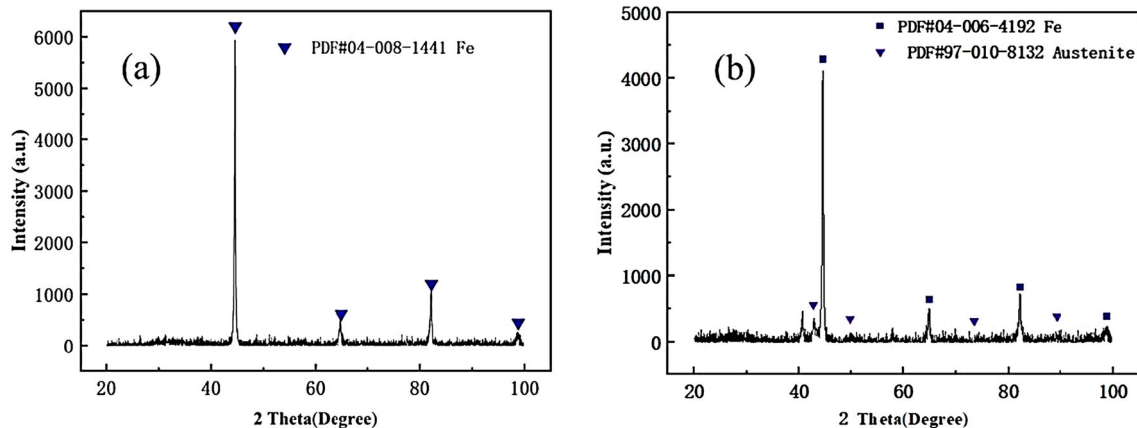 (a)
PDF#04-008-1441 Fe
6000
5000
4000
3000
2000
1000
0
20
40
60
80
100
Intensity (a.u.)
2 Theta(Degree)
(b)
PDF#04-006-4192 Fe
PDF#97-010-8132 Austenite
5000
4000
3000
2000
1000
0
20
40
60
80
100
Intensity (a.u.)
2 Theta(Degree)